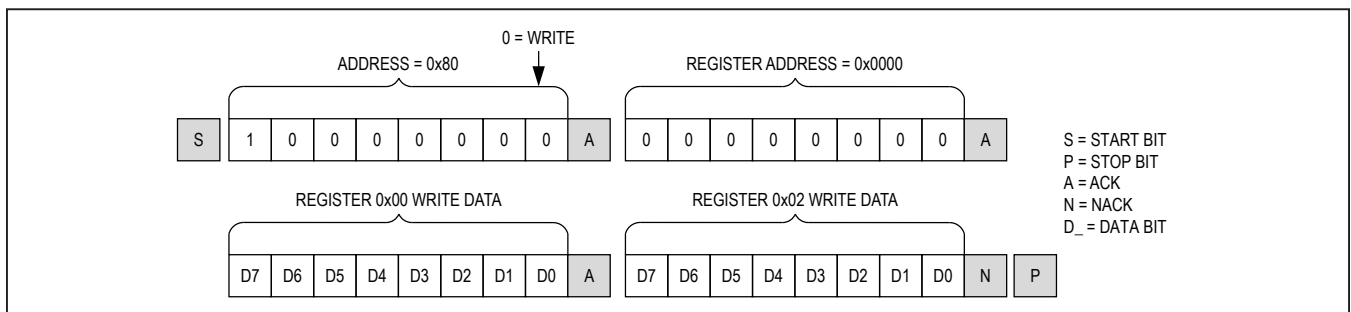 0 = WRITE
ADDRESS = 0x80
REGISTER ADDRESS = 0x0000
S 1 0 0 0 0 0 0 0 A 0 0 0 0 0 0 0 0 A
S = START BIT
P = STOP BIT
A = ACK
N = NACK
D_ = DATA BIT
REGISTER 0x00 WRITE DATA
REGISTER 0x02 WRITE DATA
D7 D6 D5 D4 D3 D2 D1 D0 A D7 D6 D5 D4 D3 D2 D1 D0 N P